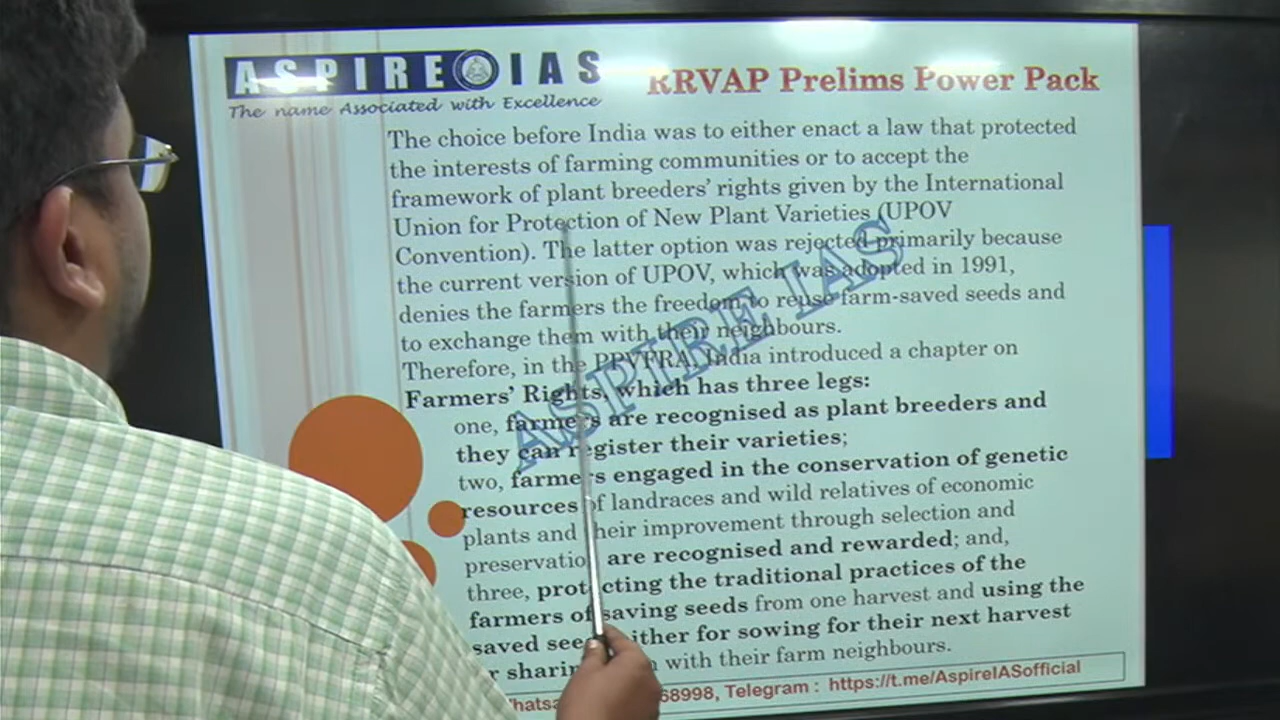 ASPIRE IAS
The name Associated with Excellence
RRVAP Prelims Power Pack
The choice before India was to either enact a law that protected
the interests of farming communities or to accept the
framework of plant breeders' rights given by the International
Union for Protection of New Plant Varieties (UPOV
Convention). The latter option was rejected primarily because
the current version of UPOV, which was adopted in 1991,
denies the farmers the freedom to reuse farm-saved seeds and
to exchange them with their neighbours.
Therefore, in the PPVFRA, India introduced a chapter on
Farmers' Rights, which has three legs:
one, farmers are recognised as plant breeders and
they can register their varieties;
two, farmers engaged in the conservation of genetic
resources of landraces and wild relatives of economic
plants and their improvement through selection and
preservation are recognised and rewarded; and,
three, protecting the traditional practices of the
farmers of saving seeds from one harvest and using the
saved seeds either for sowing for their next harvest
or sharing with their farm neighbours.
68998, Telegram : https://t.me/AspireIASofficial
ASPIRE IAS